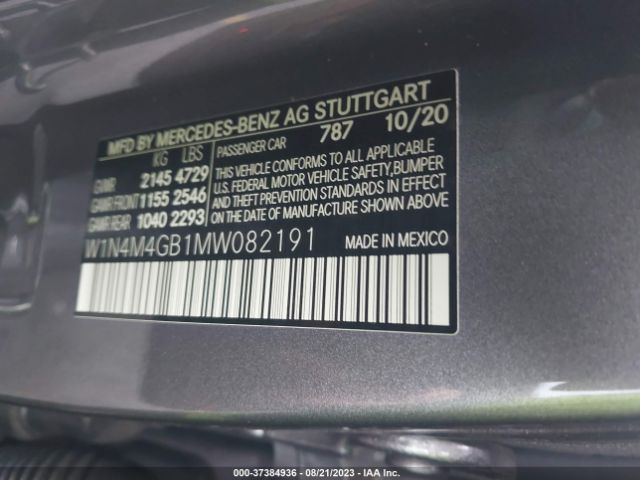 MFD BY MERCEDES-BENZ AG STUTTGART
KG LBS PASSENGER CAR 787 10/20
GVWR 2145 4729
GAWR FRONT 1155 2546
GAWR REAR 1040 2293
THIS VEHICLE CONFORMS TO ALL APPLICABLE
U.S. FEDERAL MOTOR VEHICLE SAFETY,BUMPER
AND THEFT PREVENTION STANDARDS IN EFFECT
ON THE DATE OF MANUFACTURE SHOWN ABOVE.
W1N4M4GB1MW082191 MADE IN MEXICO
000-37384936 - 08/21/2023 - IAA Inc.